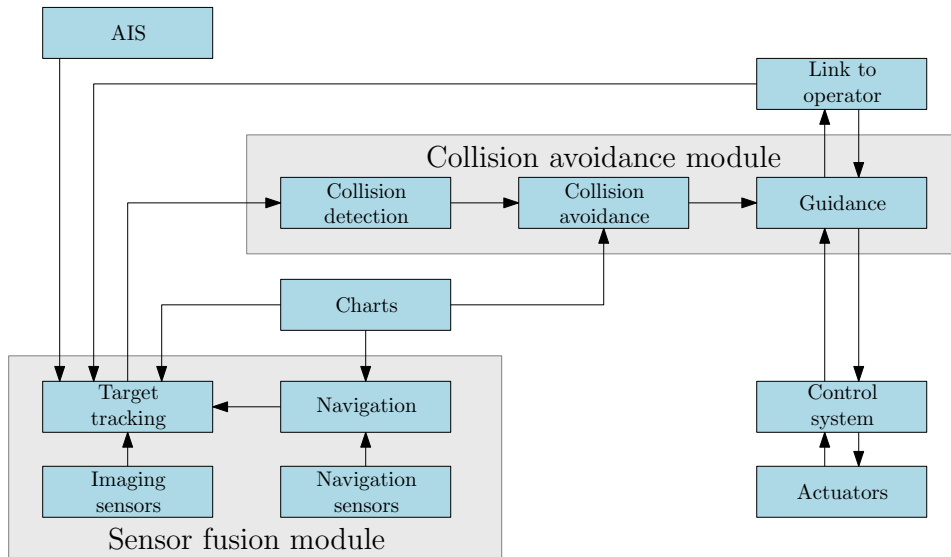 AIS
Link to
operator
Collision avoidance module
Collision
detection
Collision
avoidance
Guidance
Charts
Target
tracking
Navigation
Control
system
Imaging
sensors
Navigation
sensors
Actuators
Sensor fusion module